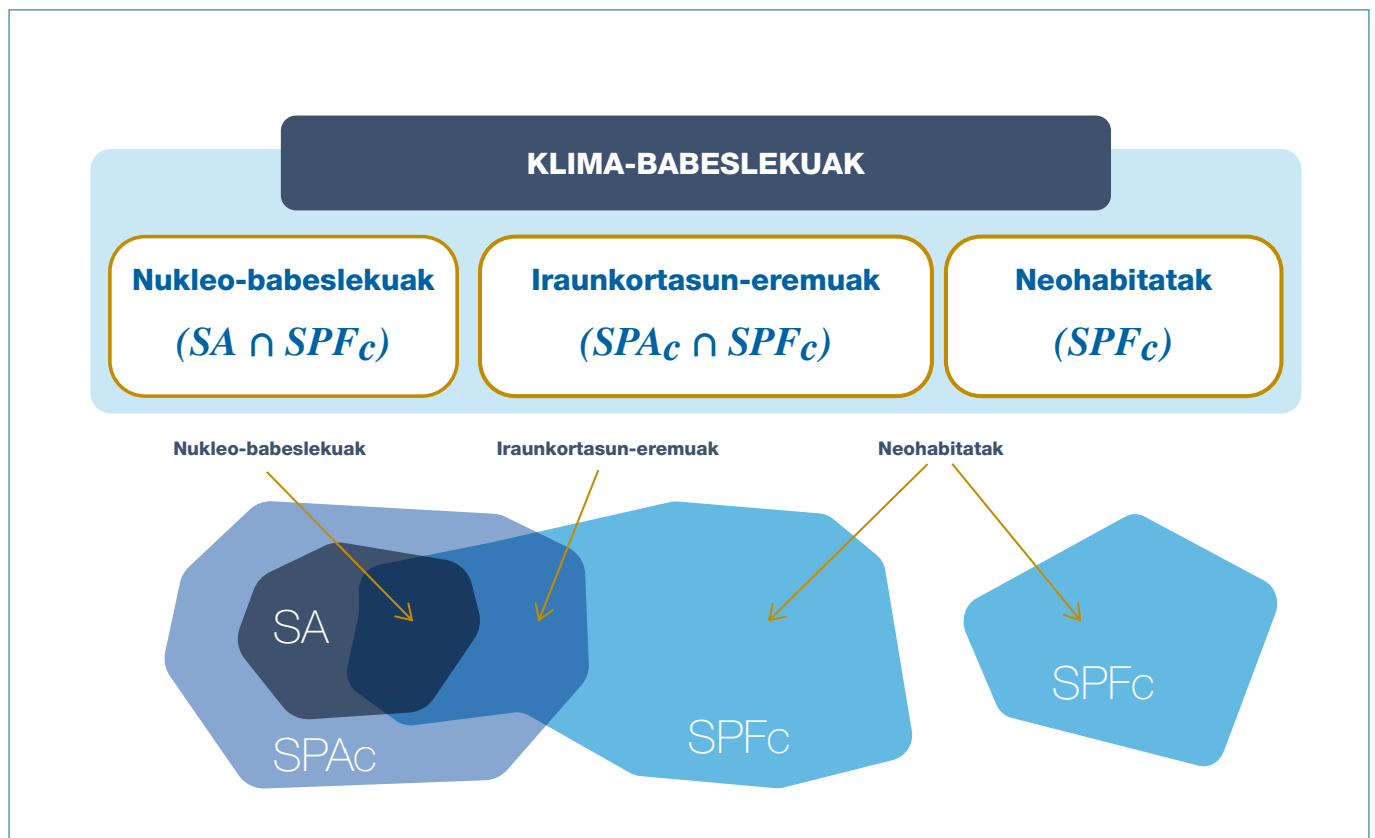 KLIMA-BABESLEKUAK
Nukleo-babeslekuak
(SA ∩ SPFc)
Iraunkortasun-eremuak
(SPAc ∩ SPFc)
Neohabitatak
(SPFc)
Nukleo-babeslekuak
Iraunkortasun-eremuak
Neohabitatak
SA
SPAc
SPFc
SPFc